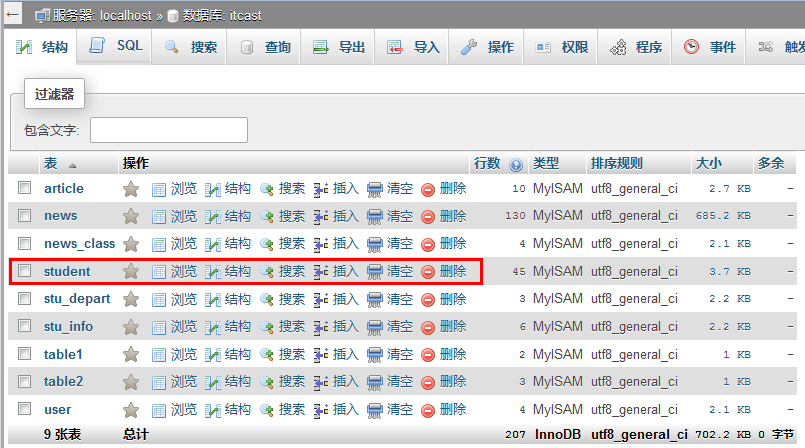 服务器: localhost » 数据库: itcast
结构 SQL 搜索 查询 导出 导入 操作 权限 程序 事件 触发
过滤器
包含文字:
表 操作 行数 类型 排序规则 大小 多余
article 浏览 结构 搜索 插入 清空 删除 10 MyISAM utf8_general_ci 2.7 KB -
news 浏览 结构 搜索 插入 清空 删除 130 MyISAM utf8_general_ci 685.2 KB -
news_class 浏览 结构 搜索 插入 清空 删除 4 MyISAM utf8_general_ci 2.1 KB -
student 浏览 结构 搜索 插入 清空 删除 45 MyISAM utf8_general_ci 3.7 KB -
stu_depart 浏览 结构 搜索 插入 清空 删除 3 MyISAM utf8_general_ci 2.2 KB -
stu_info 浏览 结构 搜索 插入 清空 删除 6 MyISAM utf8_general_ci 2.2 KB -
table1 浏览 结构 搜索 插入 清空 删除 2 MyISAM utf8_general_ci 1 KB -
table2 浏览 结构 搜索 插入 清空 删除 3 MyISAM utf8_general_ci 1 KB -
user 浏览 结构 搜索 插入 清空 删除 4 MyISAM utf8_general_ci 2.1 KB -
9 张表 总计 207 InnoDB utf8_general_ci 702.2 KB 0 字节